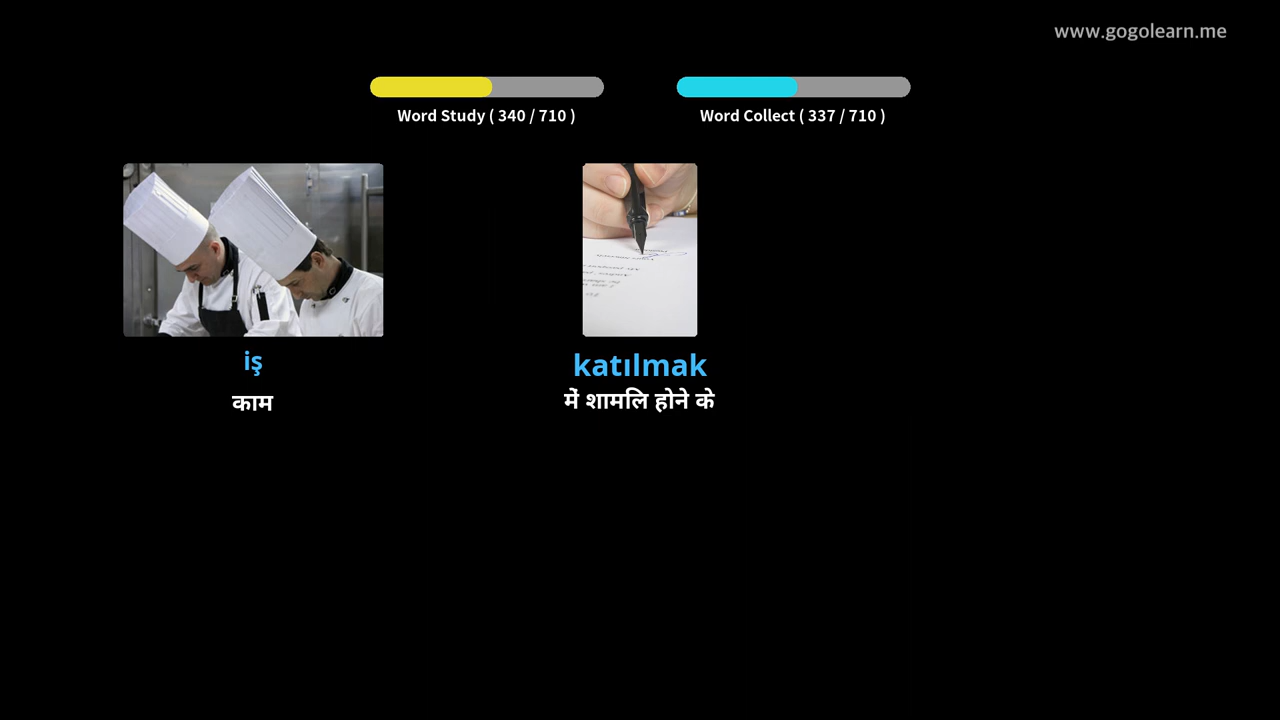 www.gogolearn.me
Word Study ( 340 / 710 )
Word Collect ( 337 / 710 )
iş
काम
katılmak
में शामलि होने के